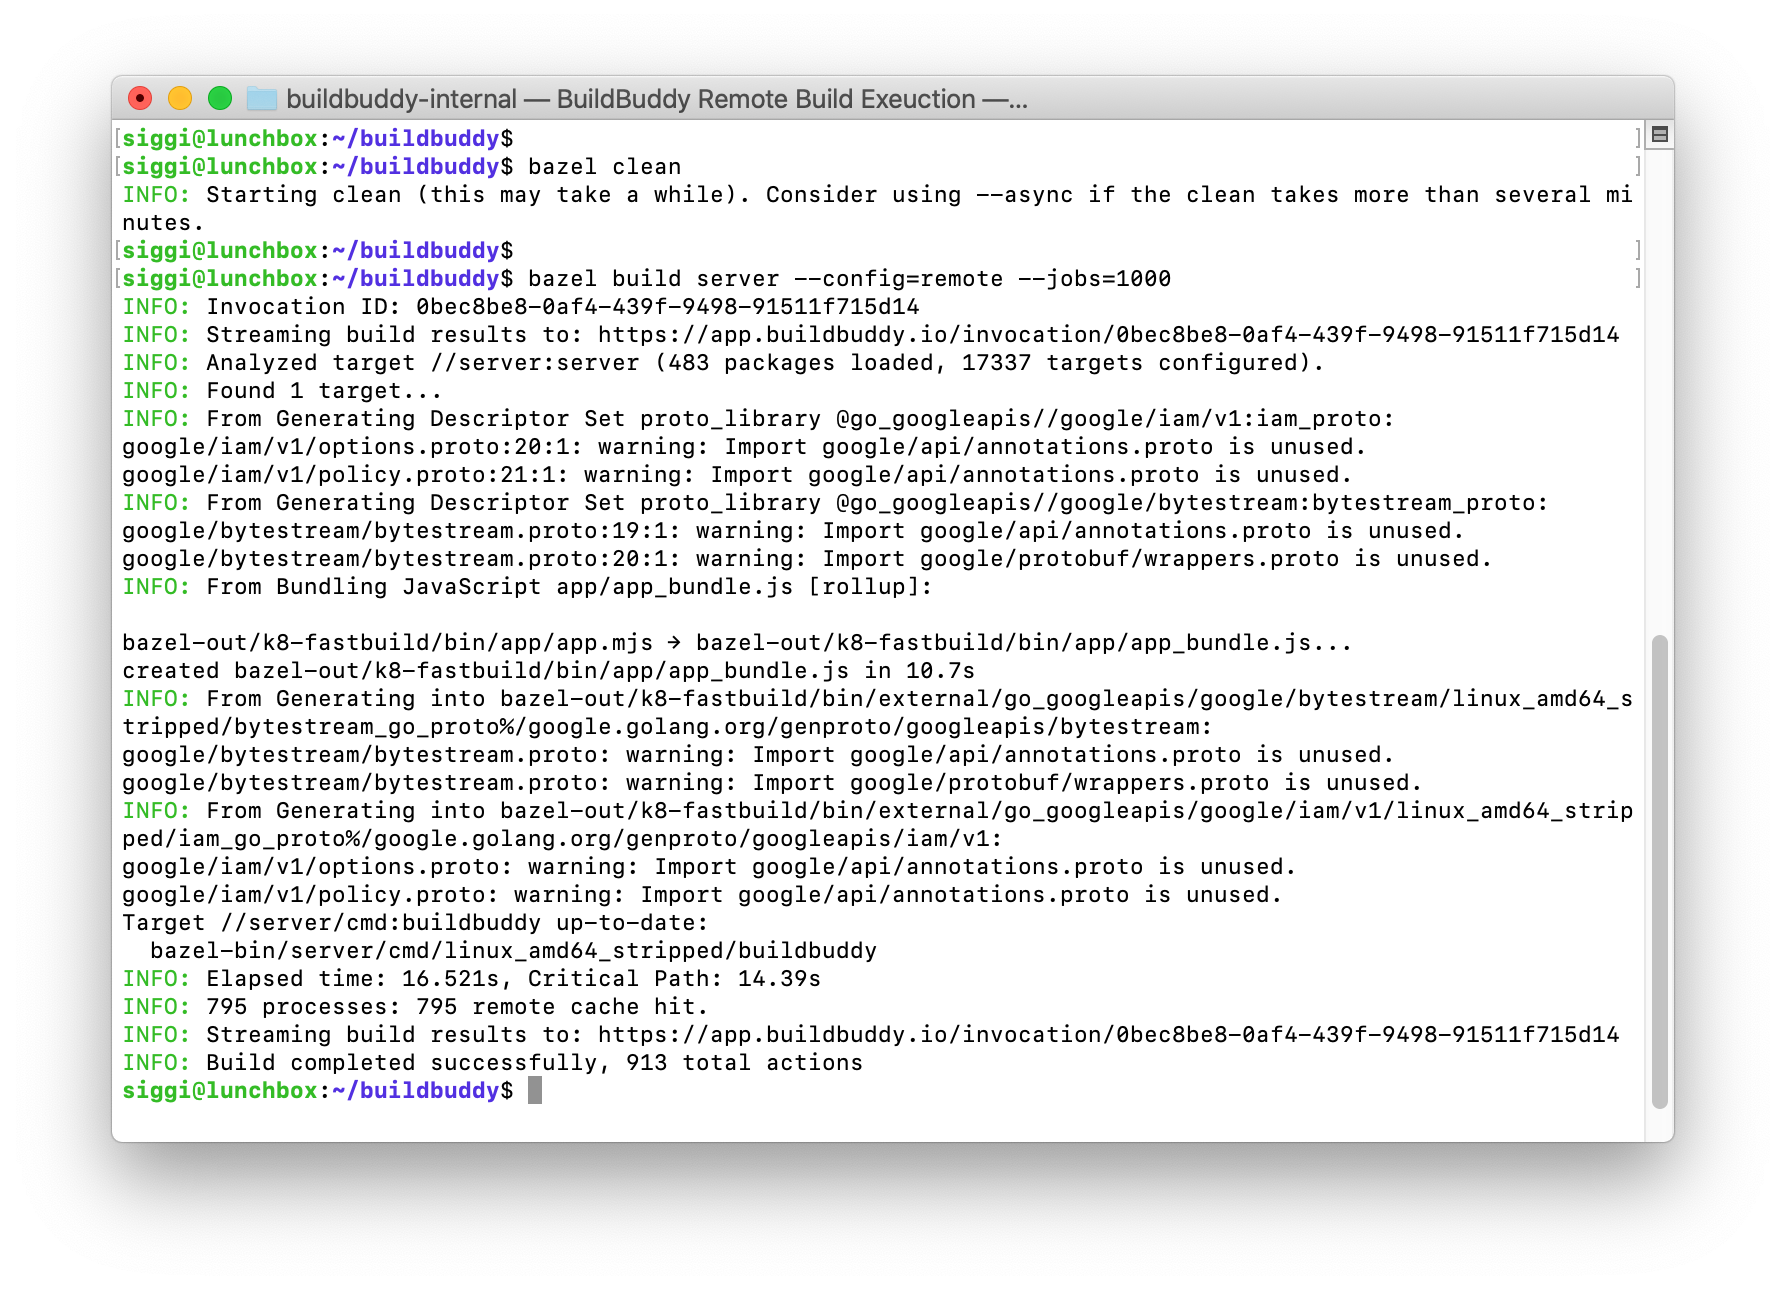 buildbuddy-internal — BuildBuddy Remote Build Exeuction —...
[siggi@lunchbox:~/buildbuddy$ ]
[siggi@lunchbox:~/buildbuddy$ bazel clean ]
INFO: Starting clean (this may take a while). Consider using --async if the clean takes more than several mi
nutes.
[siggi@lunchbox:~/buildbuddy$ ]
[siggi@lunchbox:~/buildbuddy$ bazel build server --config=remote --jobs=1000 ]
INFO: Invocation ID: 0bec8be8-0af4-439f-9498-91511f715d14
INFO: Streaming build results to: https://app.buildbuddy.io/invocation/0bec8be8-0af4-439f-9498-91511f715d14
INFO: Analyzed target //server:server (483 packages loaded, 17337 targets configured).
INFO: Found 1 target...
INFO: From Generating Descriptor Set proto_library @go_googleapis//google/iam/v1:iam_proto:
google/iam/v1/options.proto:20:1: warning: Import google/api/annotations.proto is unused.
google/iam/v1/policy.proto:21:1: warning: Import google/api/annotations.proto is unused.
INFO: From Generating Descriptor Set proto_library @go_googleapis//google/bytestream:bytestream_proto:
google/bytestream/bytestream.proto:19:1: warning: Import google/api/annotations.proto is unused.
google/bytestream/bytestream.proto:20:1: warning: Import google/protobuf/wrappers.proto is unused.
INFO: From Bundling JavaScript app/app_bundle.js [rollup]:
bazel-out/k8-fastbuild/bin/app/app.mjs → bazel-out/k8-fastbuild/bin/app/app_bundle.js...
created bazel-out/k8-fastbuild/bin/app/app_bundle.js in 10.7s
INFO: From Generating into bazel-out/k8-fastbuild/bin/external/go_googleapis/google/bytestream/linux_amd64_s
tripped/bytestream_go_proto%/google.golang.org/genproto/googleapis/bytestream:
google/bytestream/bytestream.proto: warning: Import google/api/annotations.proto is unused.
google/bytestream/bytestream.proto: warning: Import google/protobuf/wrappers.proto is unused.
INFO: From Generating into bazel-out/k8-fastbuild/bin/external/go_googleapis/google/iam/v1/linux_amd64_strip
ped/iam_go_proto%/google.golang.org/genproto/googleapis/iam/v1:
google/iam/v1/options.proto: warning: Import google/api/annotations.proto is unused.
google/iam/v1/policy.proto: warning: Import google/api/annotations.proto is unused.
Target //server/cmd:buildbuddy up-to-date:
  bazel-bin/server/cmd/linux_amd64_stripped/buildbuddy
INFO: Elapsed time: 16.521s, Critical Path: 14.39s
INFO: 795 processes: 795 remote cache hit.
INFO: Streaming build results to: https://app.buildbuddy.io/invocation/0bec8be8-0af4-439f-9498-91511f715d14
INFO: Build completed successfully, 913 total actions
siggi@lunchbox:~/buildbuddy$